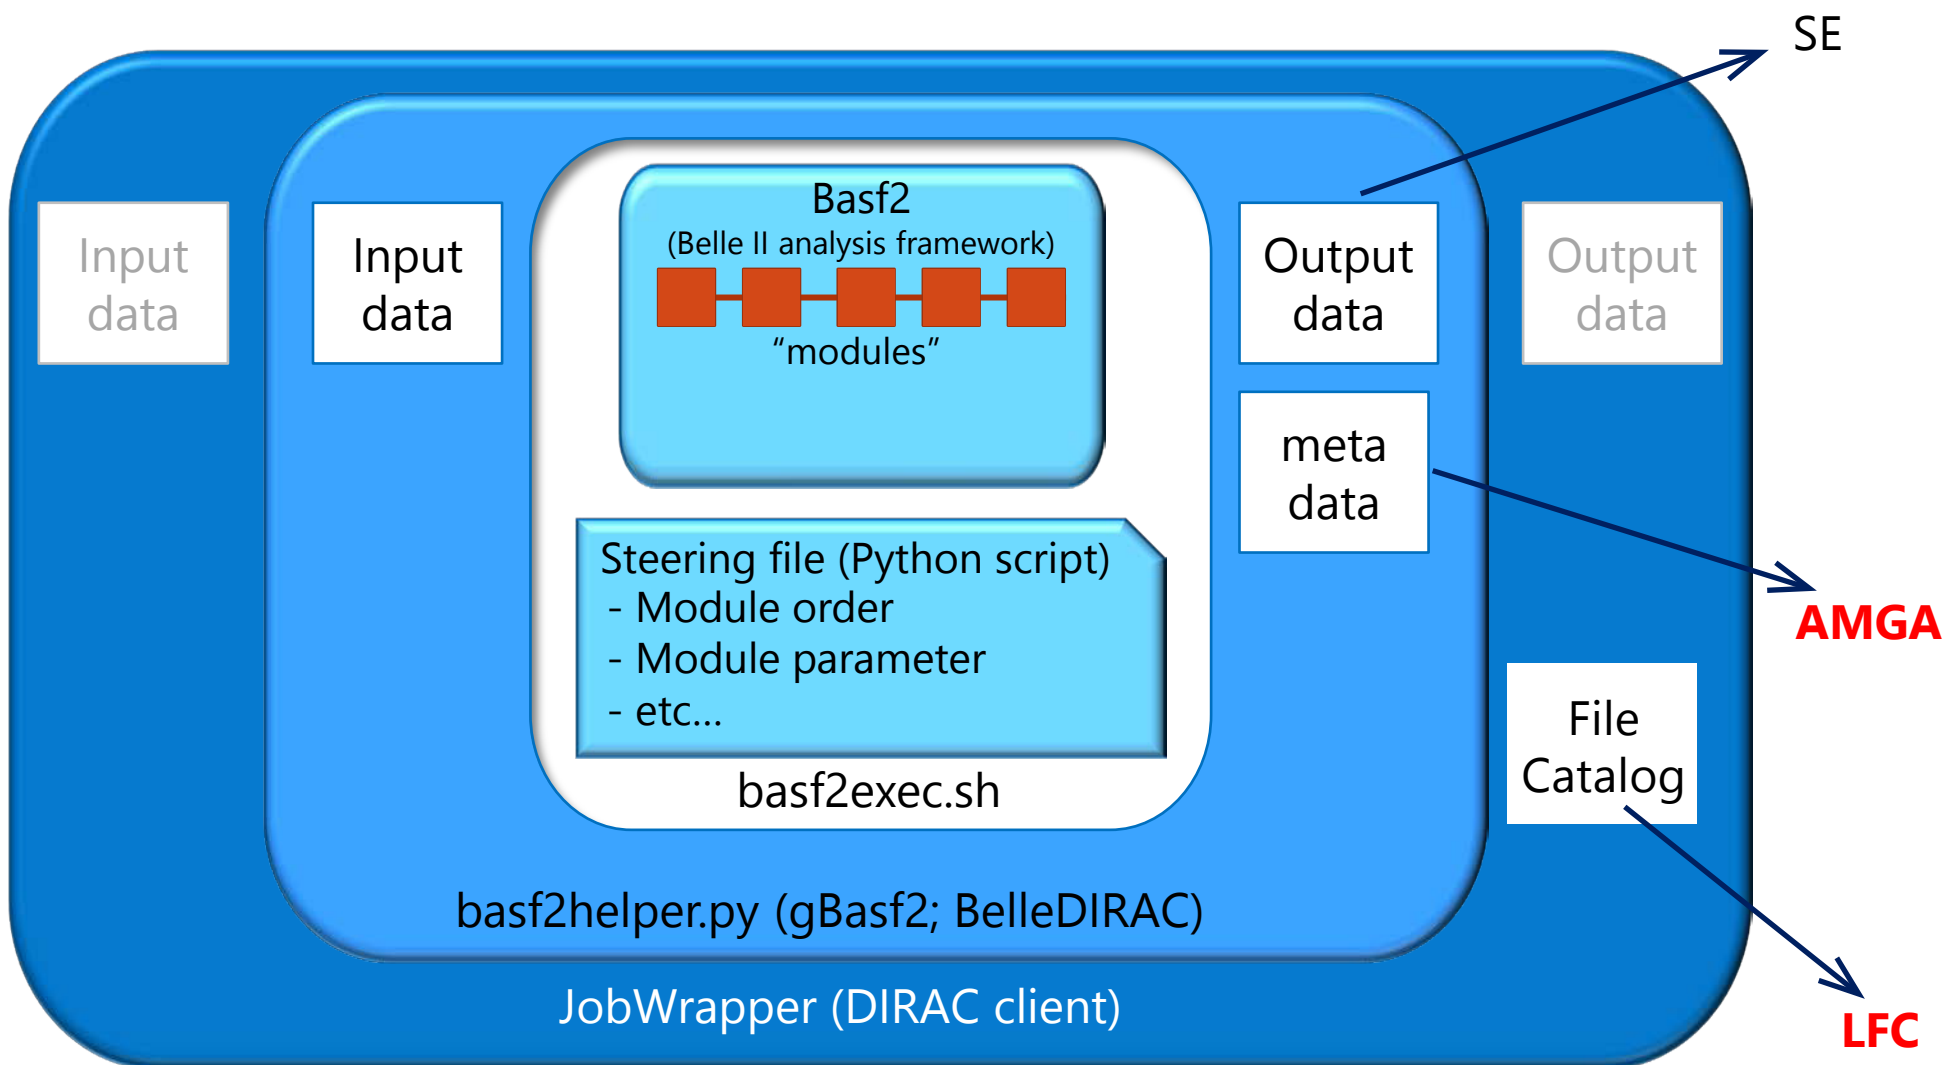 SE
Input
data
Input
data
Basf2
(Belle II analysis framework)
“modules”
Output
data
Output
data
meta
data
Steering file (Python script)
- Module order
- Module parameter
- etc...
basf2exec.sh
AMGA
File
Catalog
basf2helper.py (gBasf2; BelleDIRAC)
JobWrapper (DIRAC client)
LFC